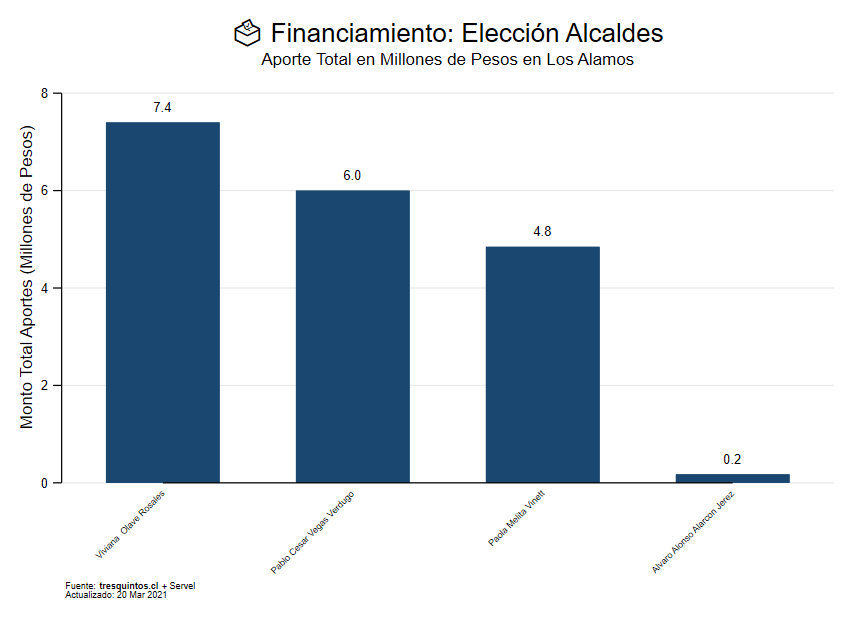 Financiamiento: Elección Alcaldes
Aporte Total en Millones de Pesos en Los Alamos
Monto Total Aportes (Millones de Pesos)
8
6
4
2
0
7.4
6.0
4.8
0.2
Viviana  Olave Rosales
Pablo Cesar Vegas Verdugo
Paola Melita Vinett
Alvaro Alonso Alarcon Jerez
Fuente: tresquintos.cl + Servel
Actualizado: 20 Mar 2021